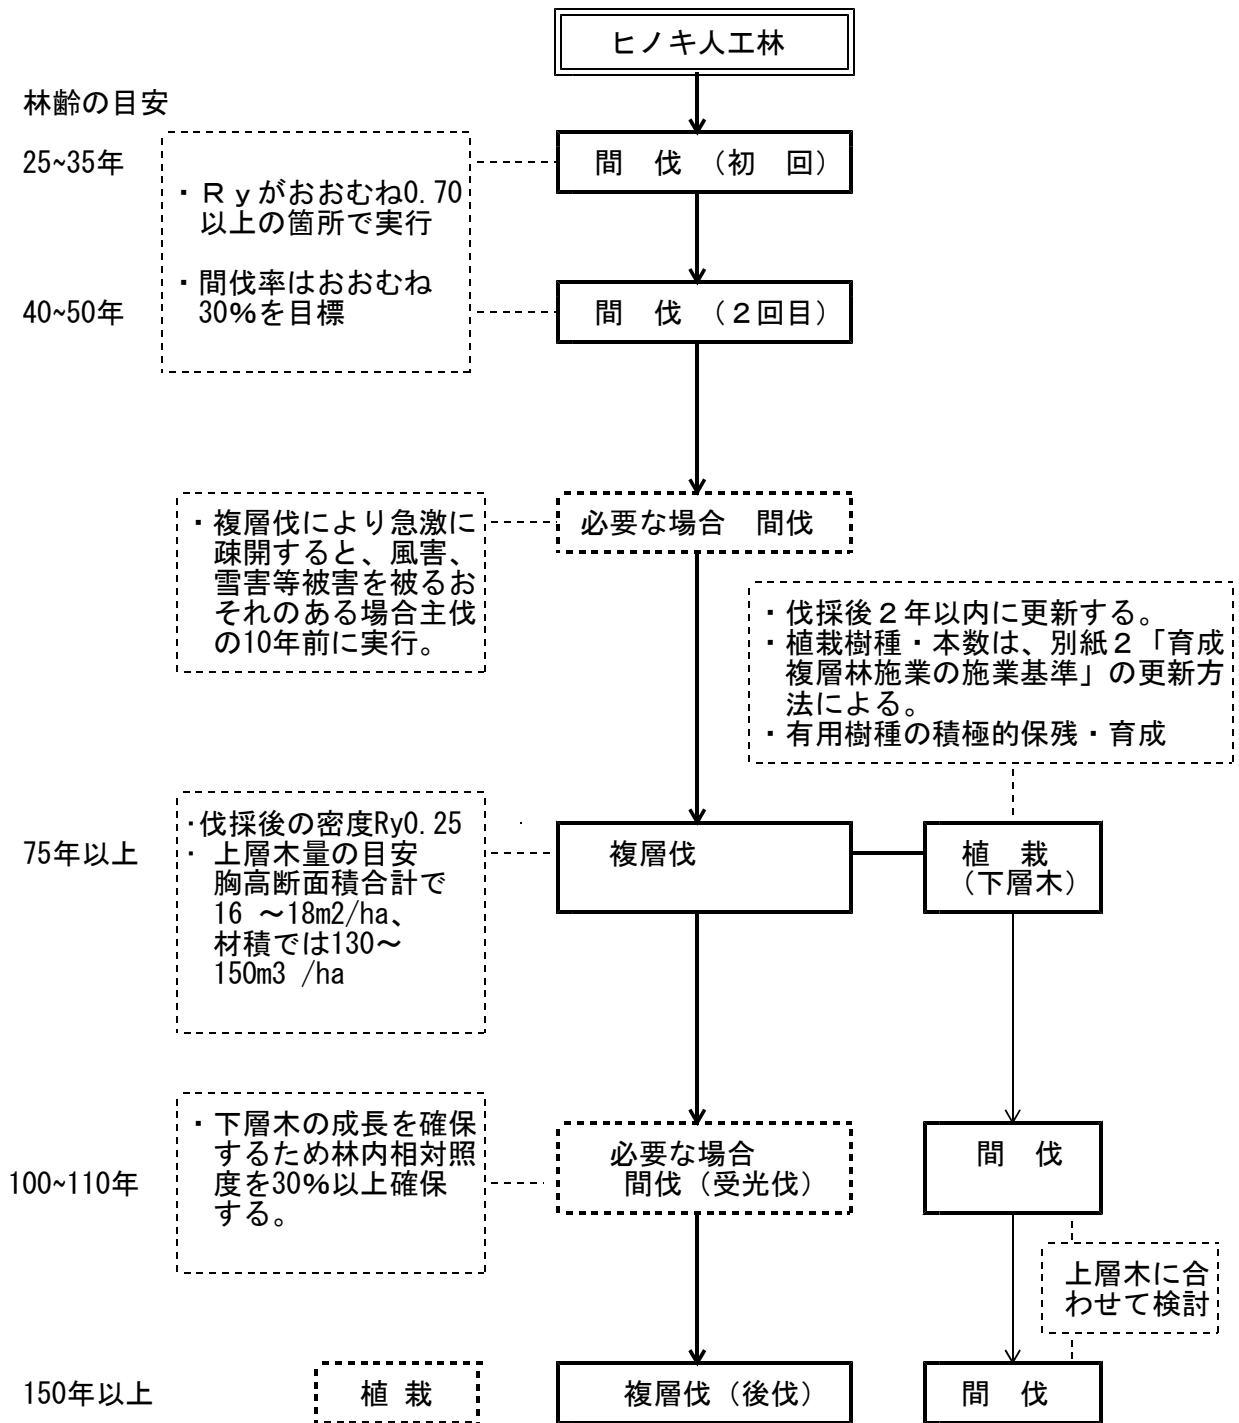 ヒノキ人工林
林齢の目安
25~35年
・Ｒｙがおおむね0.70
以上の箇所で実行
・間伐率はおおむね
30%を目標
間　伐　（初　回）
40~50年
間　伐　（２回目）
・複層伐により急激に
疎開すると、風害、
雪害等被害を被るお
それのある場合主伐
の10年前に実行。
必要な場合　間伐
・伐採後２年以内に更新する。
・植栽樹種・本数は、別紙２「育成
複層林施業の施業基準」の更新方
法による。
・有用樹種の積極的保残・育成
75年以上
・伐採後の密度Ry0.25
・ 上層木量の目安
胸高断面積合計で
16 ～18m2/ha、
材積では130～
150m3 /ha
複層伐
植　栽
（下層木）
100~110年
・下層木の成長を確保
するため林内相対照
度を30%以上確保
する。
必要な場合
間伐（受光伐）
間　伐
上層木に合
わせて検討
150年以上
植 栽
複層伐（後伐）
間　伐